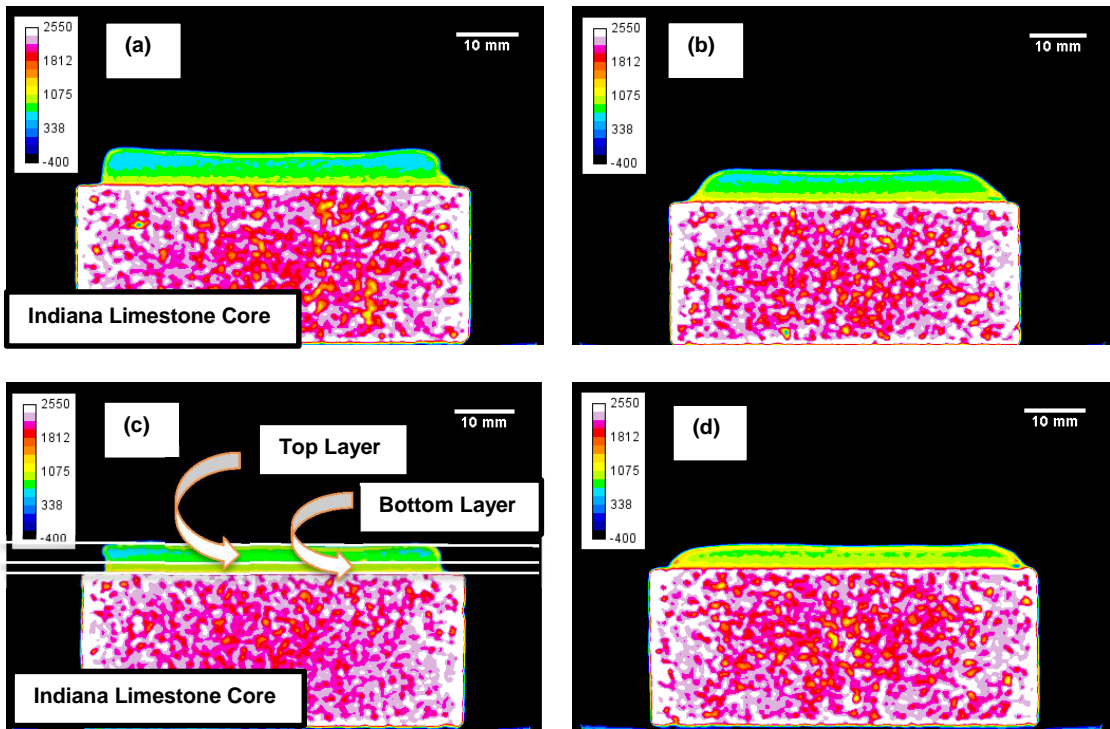 2550
1812
1075
338
-400
(a)
10 mm
Indiana Limestone Core
2550
1812
1075
338
-400
(b)
10 mm
2550
1812
1075
338
-400
(c)
10 mm
Top Layer
Bottom Layer
Indiana Limestone Core
2550
1812
1075
338
-400
(d)
10 mm